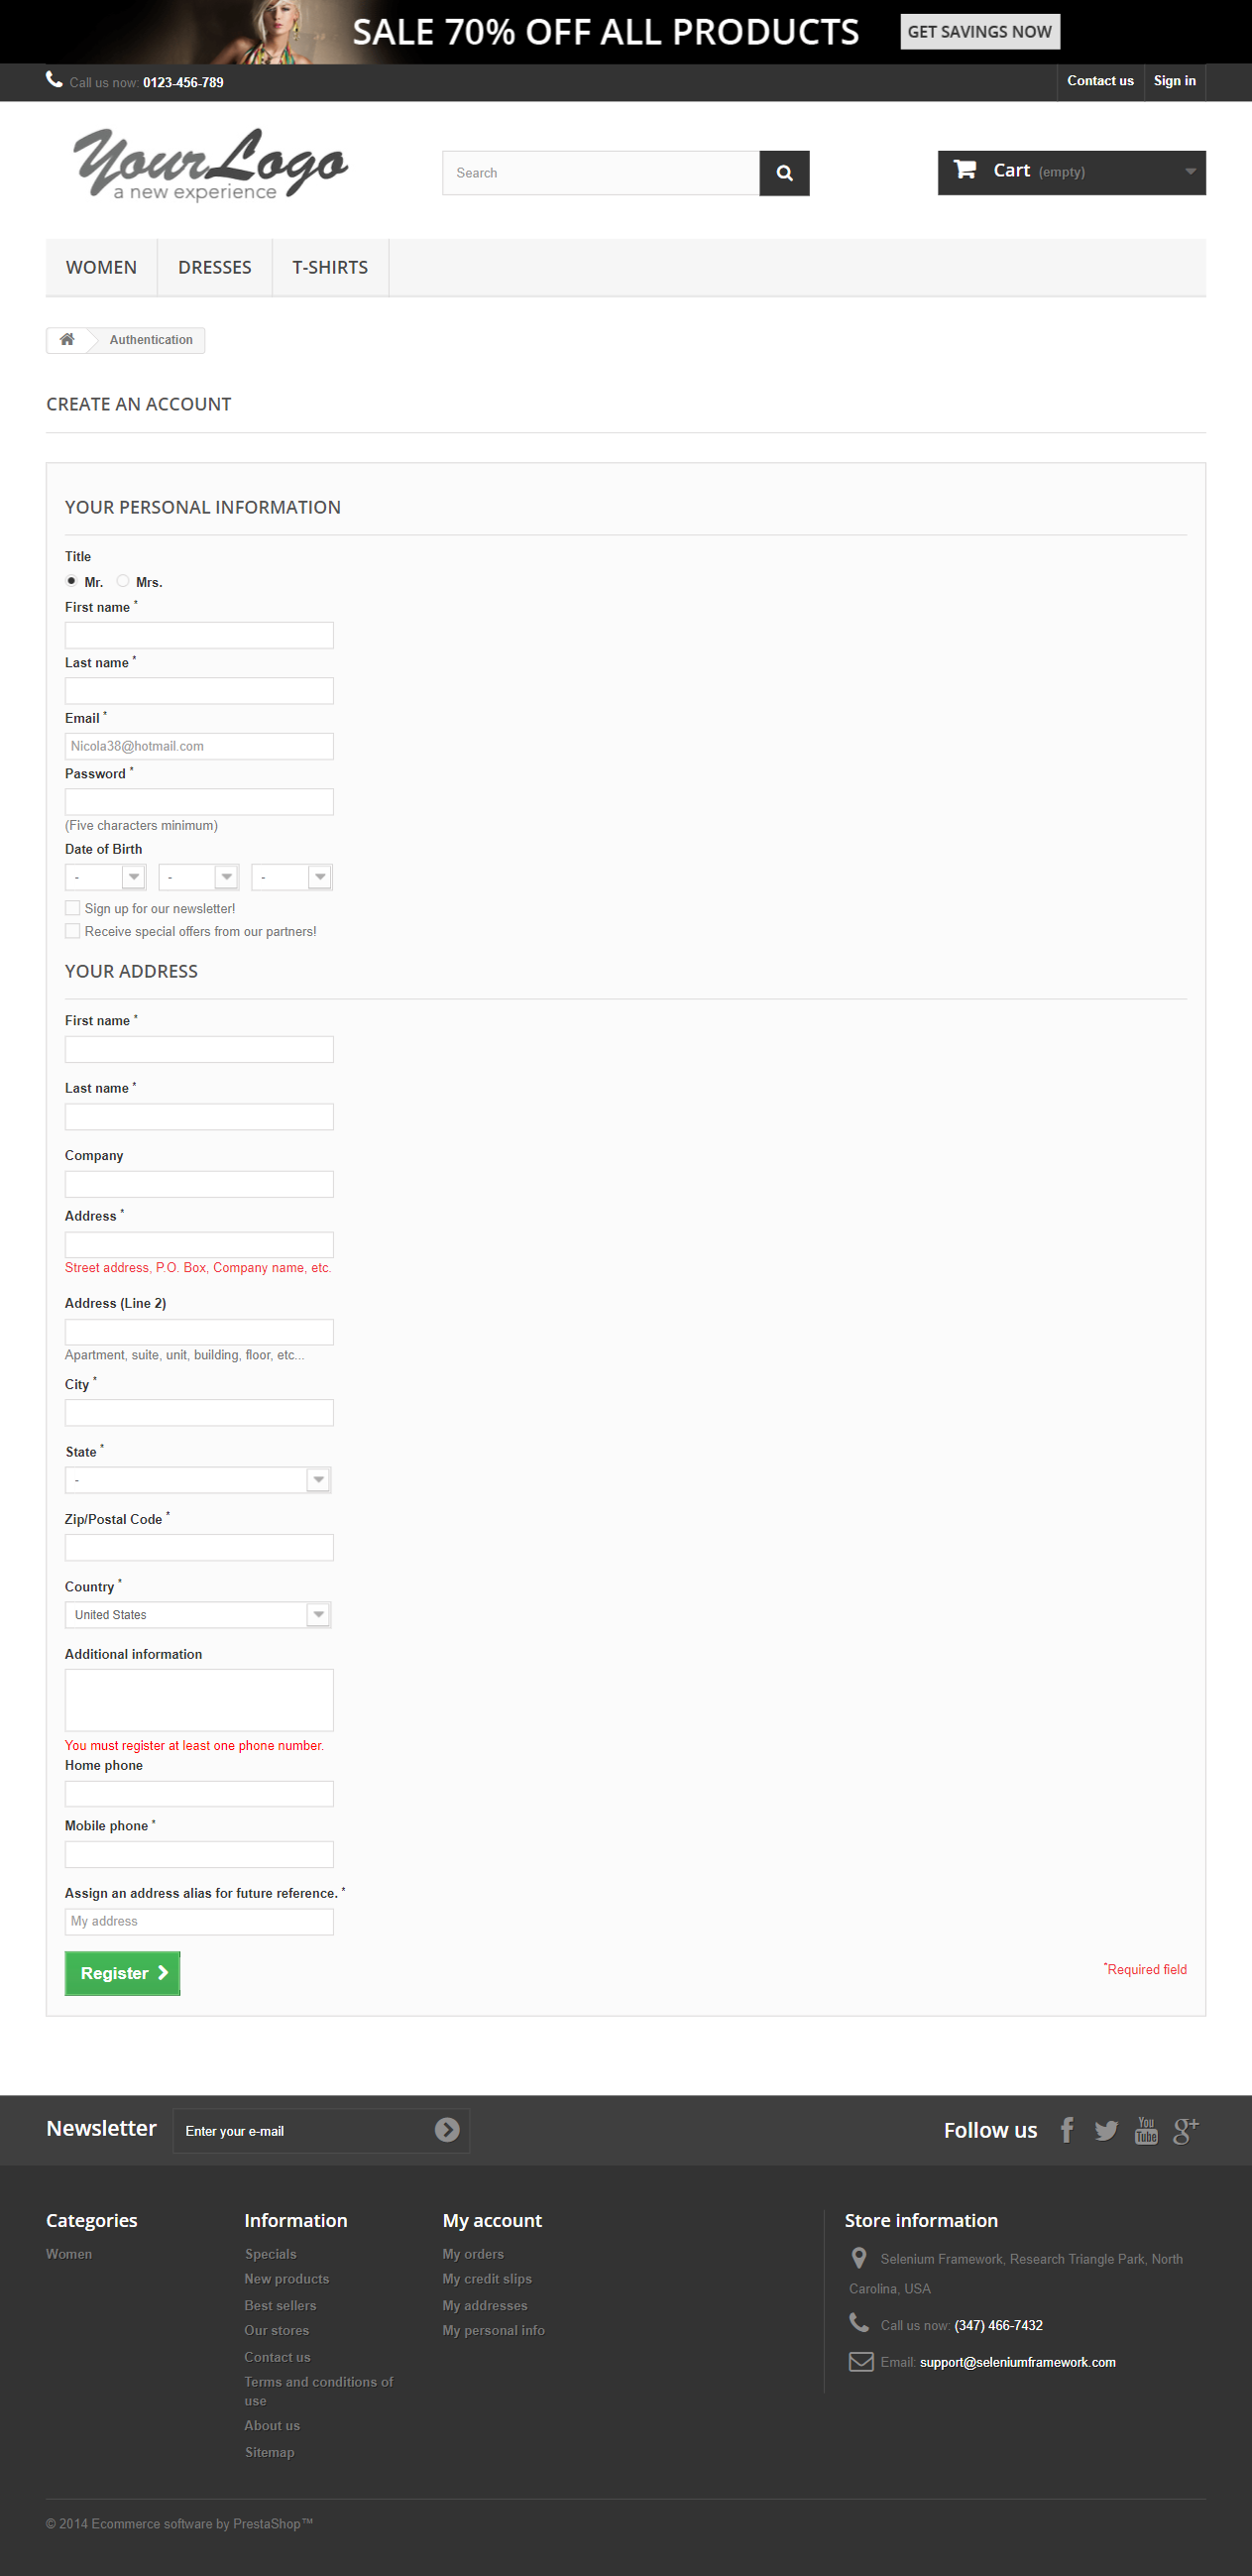 SALE 70% OFF ALL PRODUCTS GET SAVINGS NOW
Call us now: 0123-456-789 Contact us Sign in
Your Logo
a new experience
Search
Cart (empty)
WOMEN DRESSES T-SHIRTS
Authentication
CREATE AN ACCOUNT
YOUR PERSONAL INFORMATION
Title
Mr. Mrs.
First name *
Last name *
Email *
Nicola38@hotmail.com
Password *
(Five characters minimum)
Date of Birth
- - -
Sign up for our newsletter!
Receive special offers from our partners!
YOUR ADDRESS
First name *
Last name *
Company
Address *
Street address, P.O. Box, Company name, etc.
Address (Line 2)
Apartment, suite, unit, building, floor, etc...
City *
State *
-
Zip/Postal Code *
Country *
United States
Additional information
You must register at least one phone number.
Home phone
Mobile phone *
Assign an address alias for future reference. *
My address
Register
*Required field
Newsletter Enter your e-mail Follow us You Tube g+
Categories
Women
Information
Specials
New products
Best sellers
Our stores
Contact us
Terms and conditions of
use
About us
Sitemap
My account
My orders
My credit slips
My addresses
My personal info
Store information
Selenium Framework, Research Triangle Park, North
Carolina, USA
Call us now: (347) 466-7432
Email: support@seleniumframework.com
© 2014 Ecommerce software by PrestaShop™